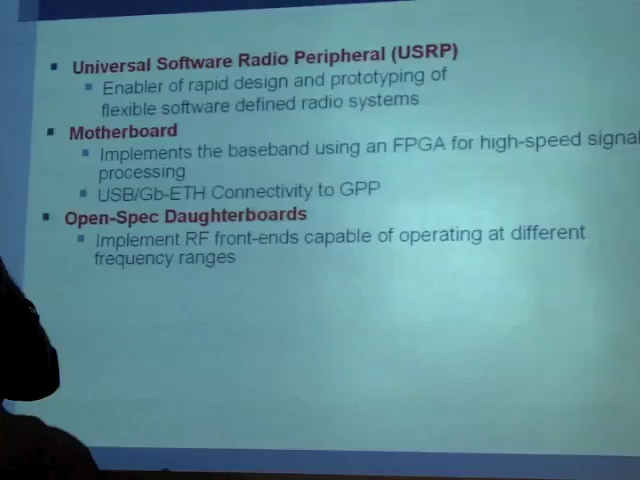 Universal Software Radio Peripheral (USRP)
Enabler of rapid design and prototyping of
flexible software defined radio systems
Motherboard
Implements the baseband using an FPGA for high-speed signal
processing
USB/Gb-ETH Connectivity to GPP
Open-Spec Daughterboards
Implement RF front-ends capable of operating at different
frequency ranges